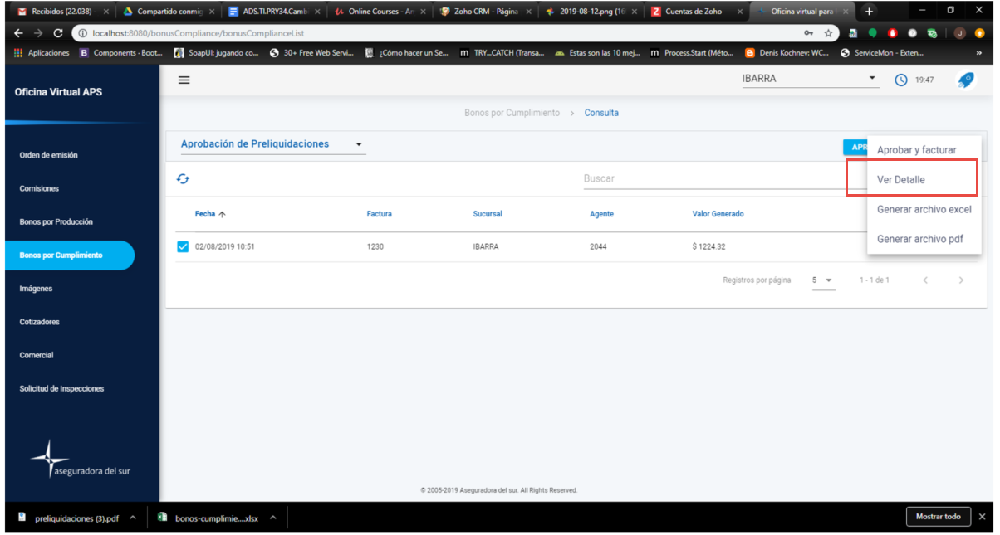 Recibidos (22.038) -
Compartido conmig
ADS.TI.PRY34.Camb
Online Courses - An
Zoho CRM - Página
2019-08-12.png (16
Cuentas de Zoho
Oficina virtual para
localhost:8080/bonusCompliance/bonusComplianceList
Aplicaciones
Components · Boot...
SoapUI: jugando co...
30+ Free Web Servi...
¿Cómo hacer un Se...
TRY...CATCH (Transa...
Estas son las 10 mej...
Process.Start (Méto...
Denis Kochnev: WC...
ServiceMon - Exten...
»
Oficina Virtual APS
IBARRA
19:47
Bonos por Cumplimiento > Consulta
Orden de emisión
Comisiones
Bonos por Producción
Bonos por Cumplimiento
Imágenes
Cotizadores
Comercial
Solicitud de Inspecciones
aseguradora del sur
Aprobación de Preliquidaciones
APR
Aprobar y facturar
Ver Detalle
Generar archivo excel
Generar archivo pdf
Buscar
Fecha Factura Sucursal Agente Valor Generado
02/08/2019 10:51 1230 IBARRA 2044 $ 1224.32
Registros por página 5 1 - 1 de 1
© 2005-2019 Aseguradora del sur. All Rights Reserved.
preliquidaciones (3).pdf
bonos-cumplimie....xlsx
Mostrar todo